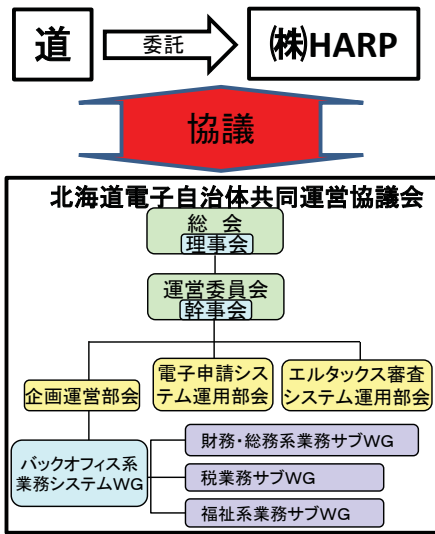 道
委託
㈱HARP
協議
北海道電子自治体共同運営協議会
総 会
理事会
運営委員会
幹事会
企画運営部会
電子申請シス
テム運用部会
エルタックス審査
システム運用部会
バックオフィス系
業務システムWG
財務・総務系業務サブWG
税業務サブWG
福祉系業務サブWG